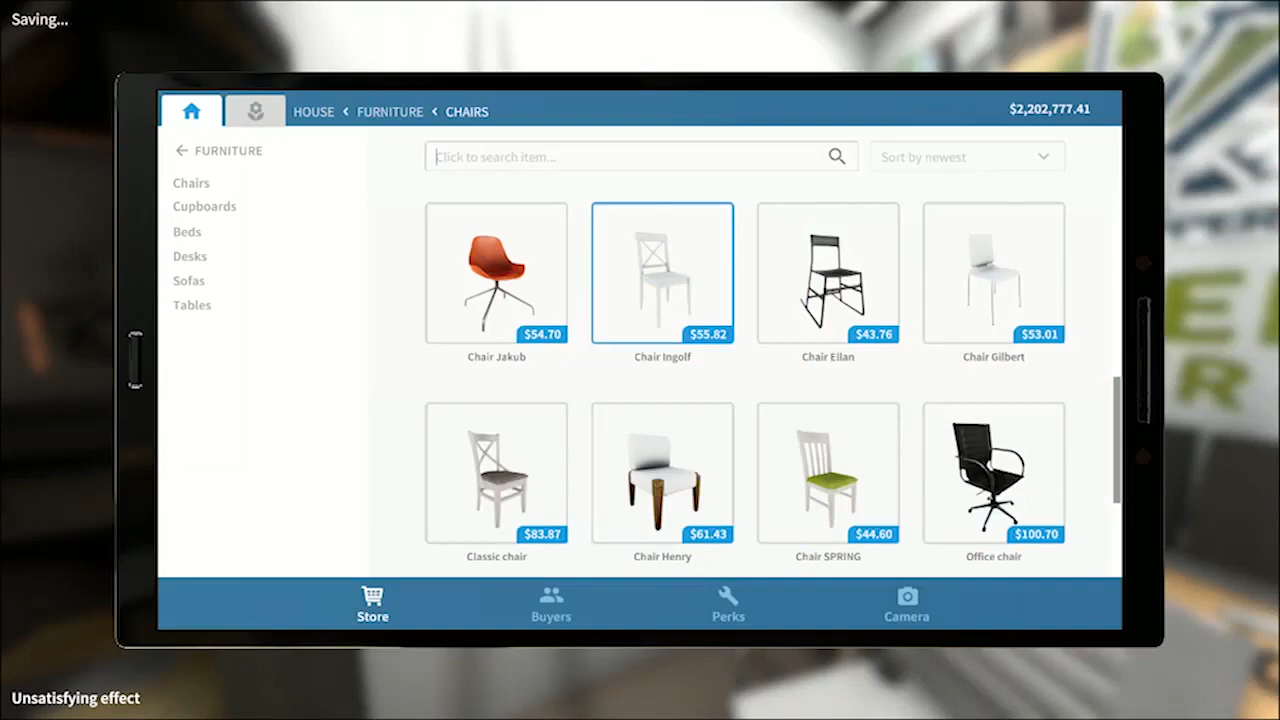 Saving...
HOUSE < FURNITURE < CHAIRS
$2,202,777.41
← FURNITURE
Chairs
Cupboards
Beds
Desks
Sofas
Tables
Click to search item...
Sort by newest
$54.70
$55.82
$43.76
$53.01
Chair Jakub
Chair Ingolf
Chair Ellan
Chair Gilbert
$83.87
$61.43
$44.60
$100.70
Classic chair
Chair Henry
Chair SPRING
Office chair
Store
Buyers
Perks
Camera
Unsatisfying effect